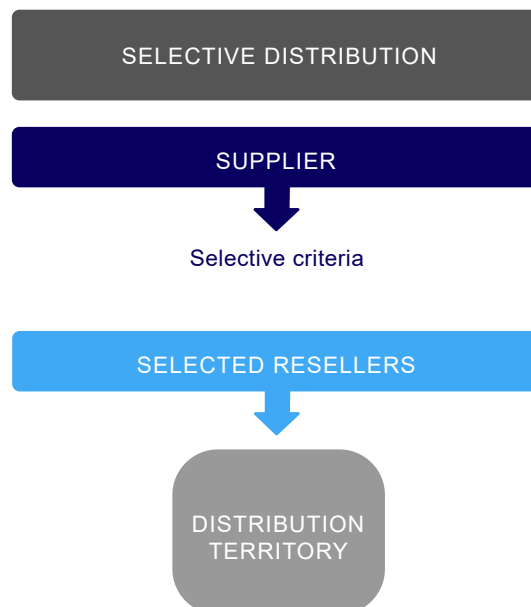 SELECTIVE DISTRIBUTION
SUPPLIER
Selective criteria
SELECTED RESELLERS
DISTRIBUTION
TERRITORY